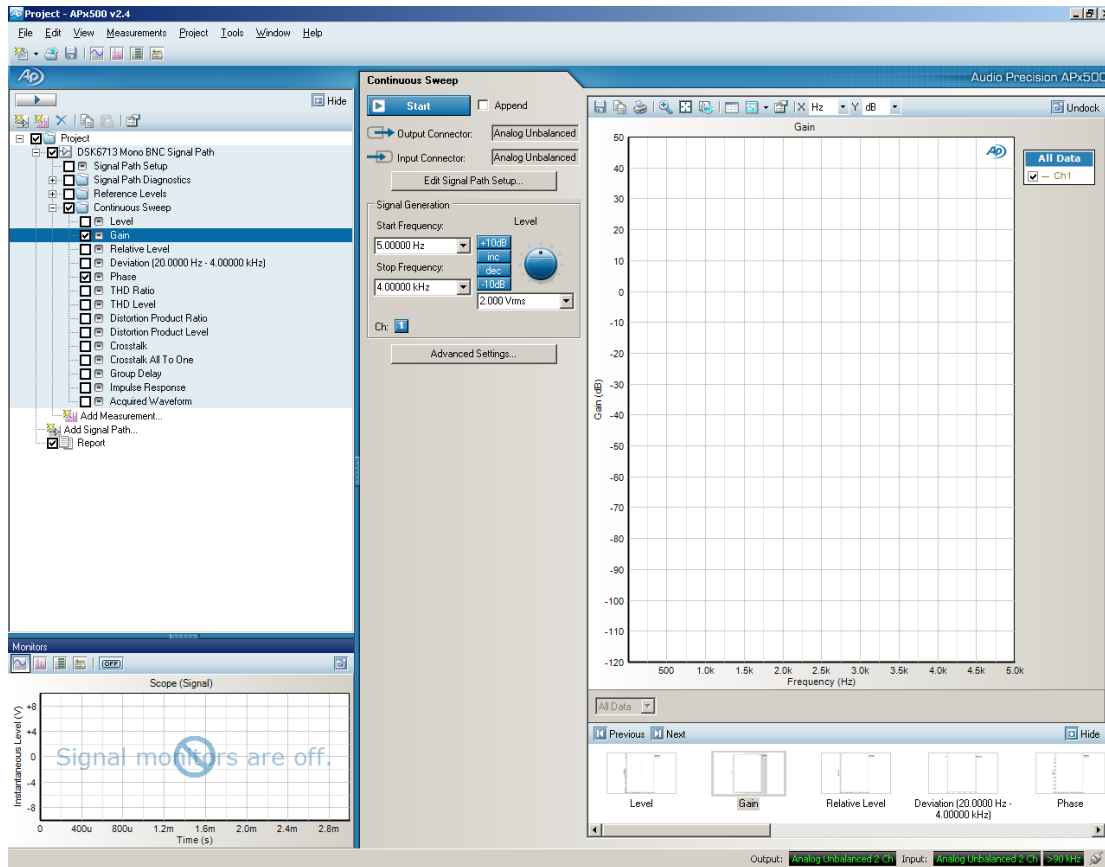 Project - APx500 v2.4
File Edit View Measurements Project Tools Window Help
AP
Audio Precision APx500
Hide
Project
DSK6713 Mono BNC Signal Path
Signal Path Setup
Signal Path Diagnostics
Reference Levels
Continuous Sweep
Level
Gain
Relative Level
Deviation (20.0000 Hz - 4.00000 kHz)
Phase
THD Ratio
THD Level
Distortion Product Ratio
Distortion Product Level
Crosstalk
Crosstalk All To One
Group Delay
Impulse Response
Acquired Waveform
Add Measurement...
Add Signal Path...
Report
Monitors
OFF
Scope (Signal)
Instantaneous Level (V)
+8
+4
0
-4
-8
Signal monitors are off.
0 400u 800u 1.2m 1.6m 2.0m 2.4m 2.8m
Time (s)
Continuous Sweep
Start Append
Output Connector: Analog Unbalanced
Input Connector: Analog Unbalanced
Edit Signal Path Setup...
Signal Generation
Start Frequency: Level
5.00000 Hz
+10dB
inc
Stop Frequency:
dec
-10dB
4.00000 kHz
2.000 Vrms
Ch: 1
Advanced Settings...
X Hz Y dB
Undock
Gain
AP
All Data
Ch1
Gain (dB)
50
40
30
20
10
0
-10
-20
-30
-40
-50
-60
-70
-80
-90
-100
-110
-120
500 1.0k 1.5k 2.0k 2.5k 3.0k 3.5k 4.0k 4.5k 5.0k
Frequency (Hz)
All Data
Previous Next Hide
Level
Gain
Relative Level
Deviation (20.0000 Hz -
4.00000 kHz)
Phase
Output: Analog Unbalanced 2 Ch Input: Analog Unbalanced 2 Ch >90 kHz